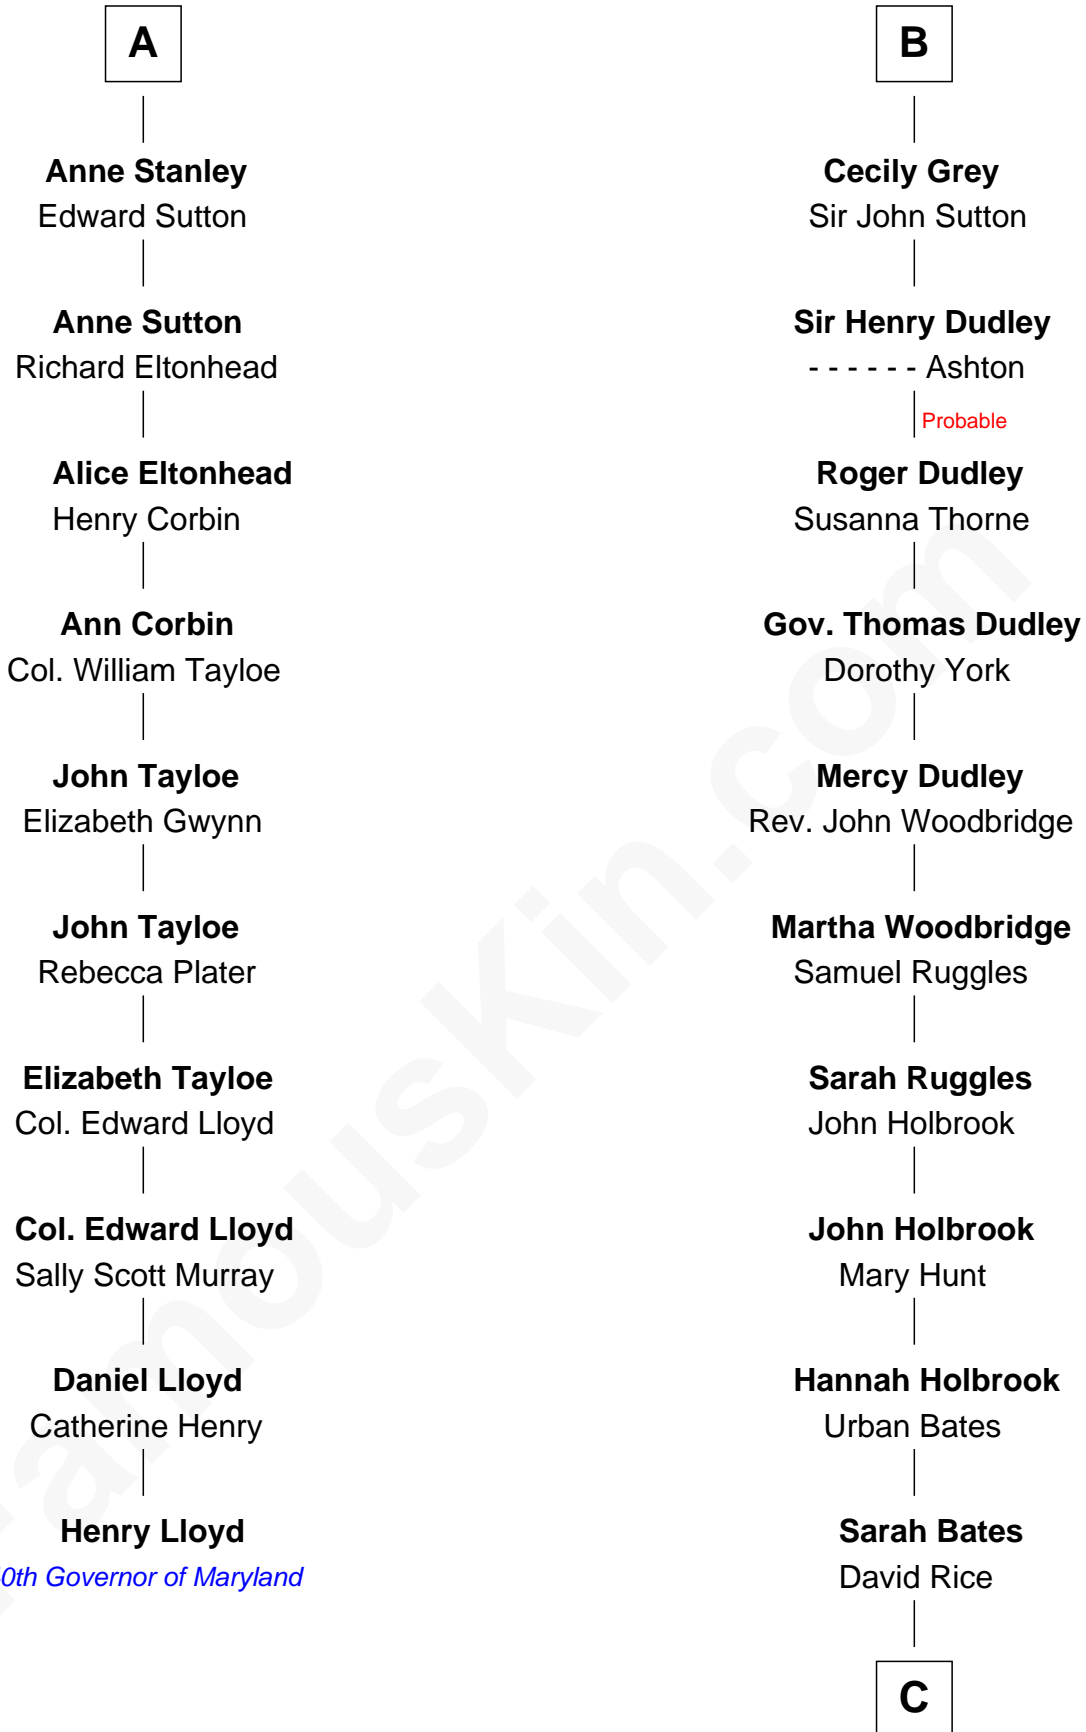 A
Anne Stanley
Edward Sutton
Anne Sutton
Richard Eltonhead
Alice Eltonhead
Henry Corbin
Ann Corbin
Col. William Tayloe
John Tayloe
Elizabeth Gwynn
John Tayloe
Rebecca Plater
Elizabeth Tayloe
Col. Edward Lloyd
Col. Edward Lloyd
Sally Scott Murray
Daniel Lloyd
Catherine Henry
Henry Lloyd
0th Governor of Maryland
B
Cecily Grey
Sir John Sutton
Sir Henry Dudley
- - - - - - Ashton
Probable
Roger Dudley
Susanna Thorne
Gov. Thomas Dudley
Dorothy York
Mercy Dudley
Rev. John Woodbridge
Martha Woodbridge
Samuel Ruggles
Sarah Ruggles
John Holbrook
John Holbrook
Mary Hunt
Hannah Holbrook
Urban Bates
Sarah Bates
David Rice
C
FamousKin.com